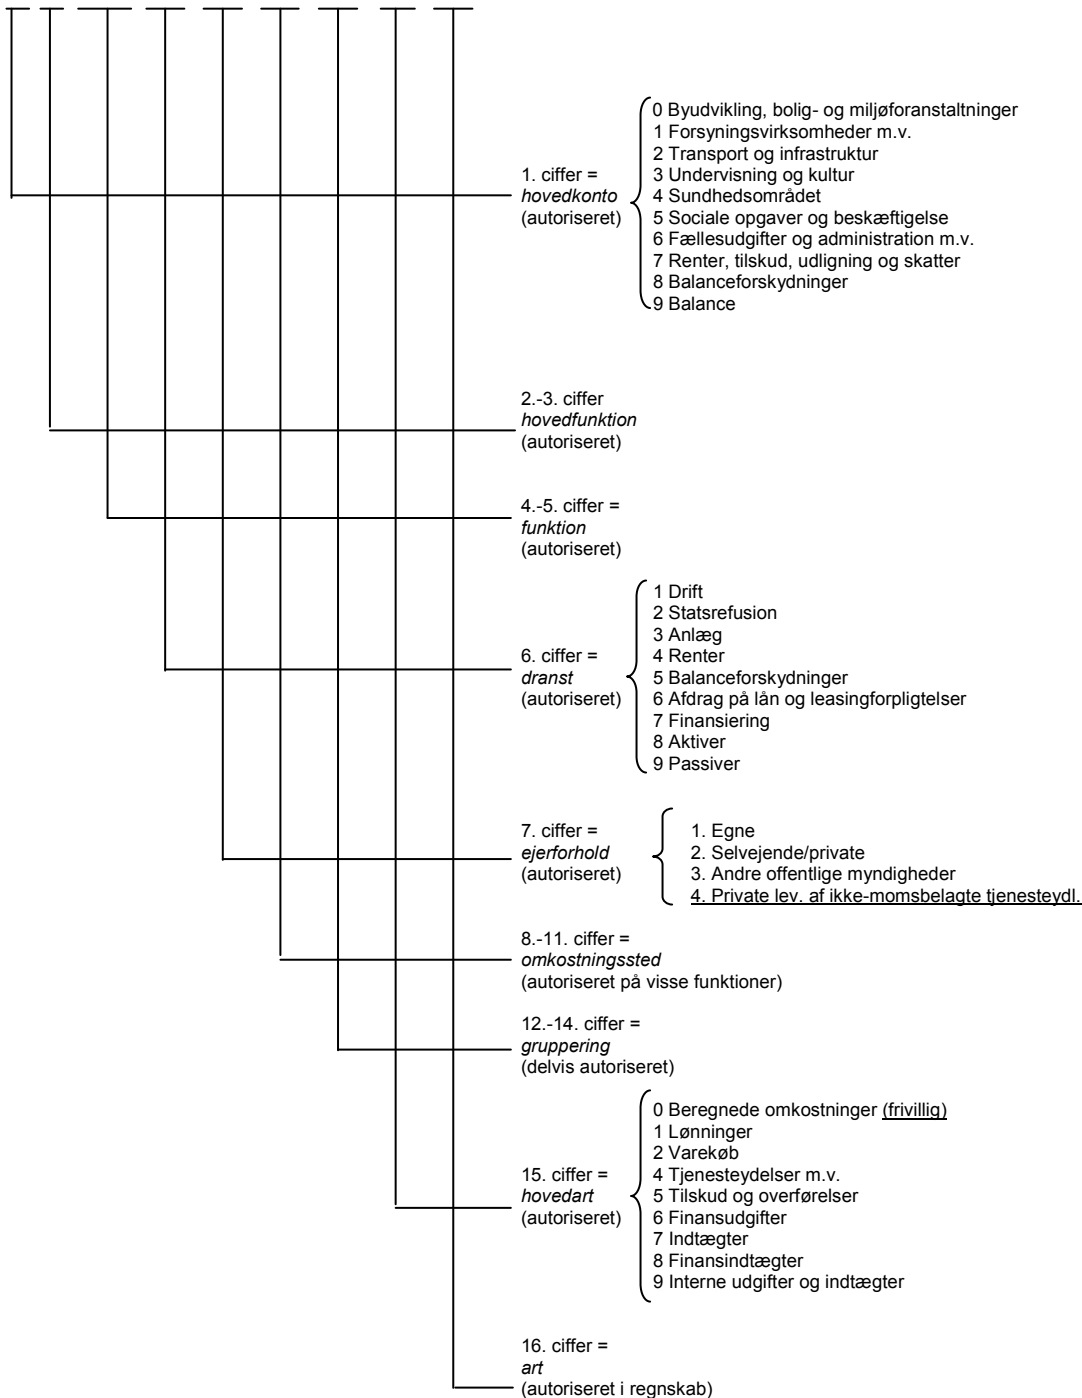 1. ciffer =
hovedkonto
(autoriseret)
0 Byudvikling, bolig- og miljøforanstaltninger
1 Forsyningsvirksomheder m.v.
2 Transport og infrastruktur
3 Undervisning og kultur
4 Sundhedsområdet
5 Sociale opgaver og beskæftigelse
6 Fællesudgifter og administration m.v.
7 Renter, tilskud, udligning og skatter
8 Balanceforskydninger
9 Balance
2.-3. ciffer
hovedfunktion
(autoriseret)
4.-5. ciffer =
funktion
(autoriseret)
6. ciffer =
dranst
(autoriseret)
1 Drift
2 Statsrefusion
3 Anlæg
4 Renter
5 Balanceforskydninger
6 Afdrag på lån og leasingforpligtelser
7 Finansiering
8 Aktiver
9 Passiver
7. ciffer =
ejerforhold
(autoriseret)
1. Egne
2. Selvejende/private
3. Andre offentlige myndigheder
4. Private lev. af ikke-momsbelagte tjenesteydl.
8.-11. ciffer =
omkostningssted
(autoriseret på visse funktioner)
12.-14. ciffer =
gruppering
(delvis autoriseret)
15. ciffer =
hovedart
(autoriseret)
0 Beregnede omkostninger (frivillig)
1 Lønninger
2 Varekøb
4 Tjenesteydelser m.v.
5 Tilskud og overførelser
6 Finansudgifter
7 Indtægter
8 Finansindtægter
9 Interne udgifter og indtægter
16. ciffer =
art
(autoriseret i regnskab)